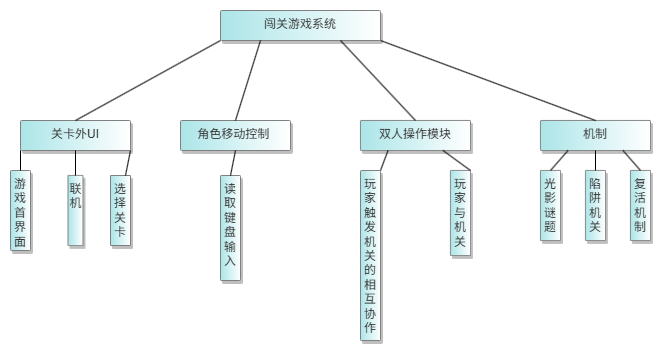 闯关游戏系统
关卡外UI
角色移动控制
双人操作模块
机制
游戏首界面
联机
选择关卡
读取键盘输入
玩家触发机关的相互协作
玩家与机关
光影谜题
陷阱机关
复活机制